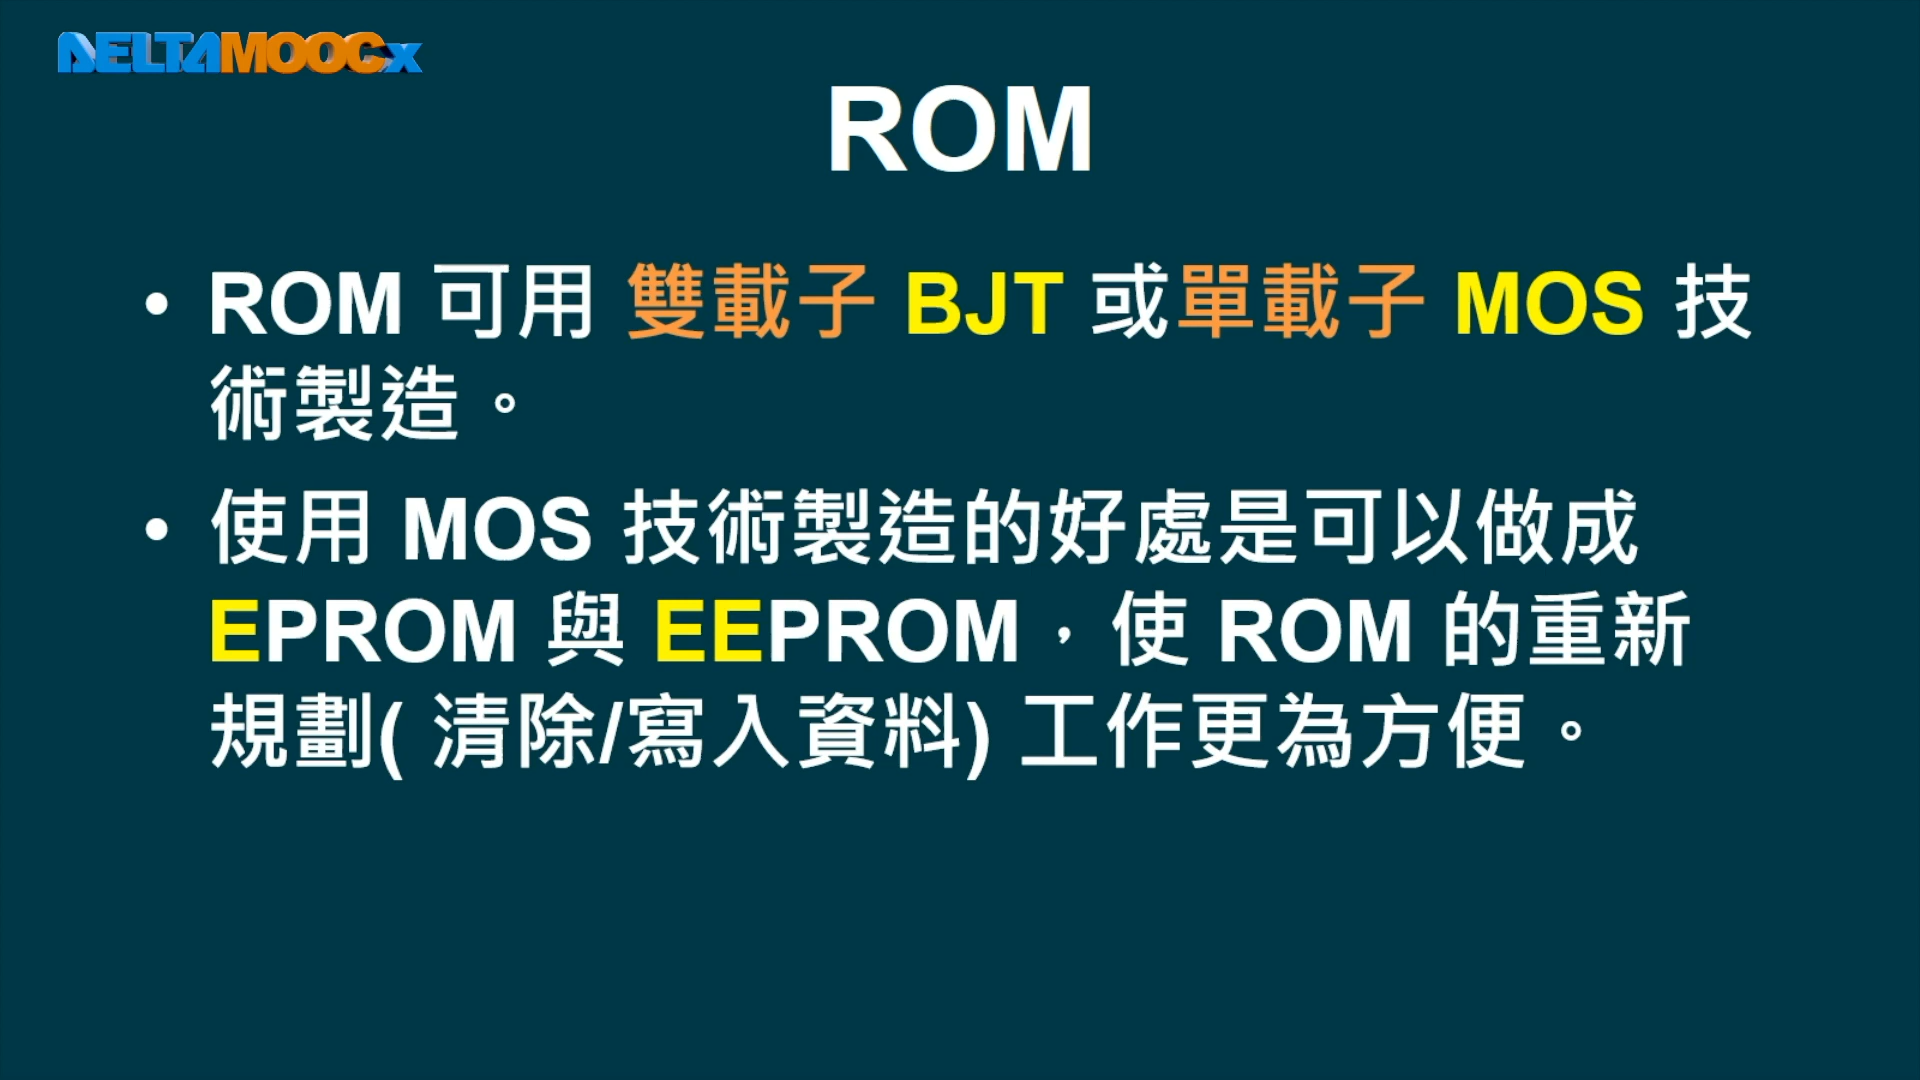 DELTAMOOCx
ROM
• ROM 可用 雙載子 BJT 或單載子 MOS 技
術製造。
• 使用 MOS 技術製造的好處是可以做成
EPROM 與 EEPROM，使 ROM 的重新
規劃( 清除/寫入資料) 工作更為方便。